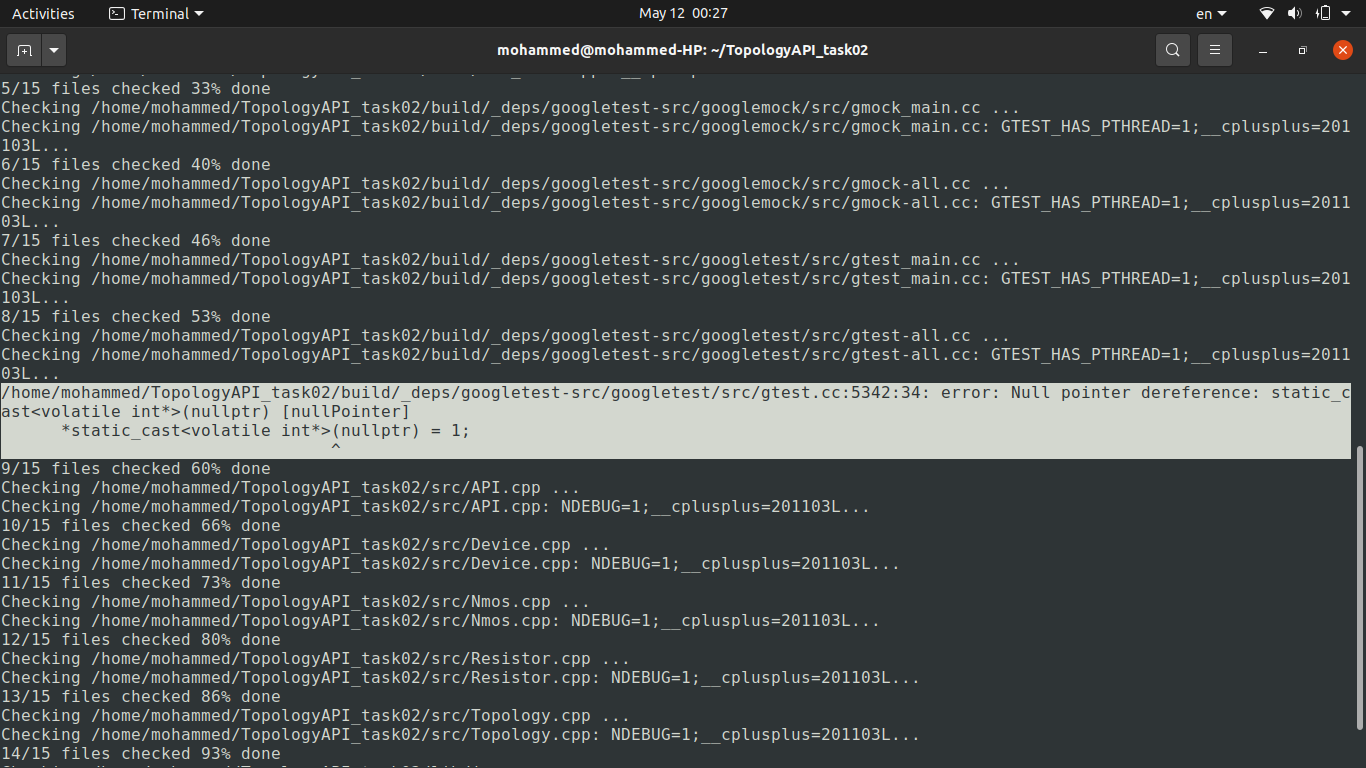 Activities
Terminal
May 12 00:27
en
mohammed@mohammed-HP: ~/TopologyAPI_task02
5/15 files checked 33% done
Checking /home/mohammed/TopologyAPI_task02/build/_deps/googletest-src/googlemock/src/gmock_main.cc ...
Checking /home/mohammed/TopologyAPI_task02/build/_deps/googletest-src/googlemock/src/gmock_main.cc: GTEST_HAS_PTHREAD=1;__cplusplus=201
103L...
6/15 files checked 40% done
Checking /home/mohammed/TopologyAPI_task02/build/_deps/googletest-src/googlemock/src/gmock-all.cc ...
Checking /home/mohammed/TopologyAPI_task02/build/_deps/googletest-src/googlemock/src/gmock-all.cc: GTEST_HAS_PTHREAD=1;__cplusplus=2011
03L...
7/15 files checked 46% done
Checking /home/mohammed/TopologyAPI_task02/build/_deps/googletest-src/googletest/src/gtest_main.cc ...
Checking /home/mohammed/TopologyAPI_task02/build/_deps/googletest-src/googletest/src/gtest_main.cc: GTEST_HAS_PTHREAD=1;__cplusplus=201
103L...
8/15 files checked 53% done
Checking /home/mohammed/TopologyAPI_task02/build/_deps/googletest-src/googletest/src/gtest-all.cc ...
Checking /home/mohammed/TopologyAPI_task02/build/_deps/googletest-src/googletest/src/gtest-all.cc: GTEST_HAS_PTHREAD=1;__cplusplus=2011
03L...
/home/mohammed/TopologyAPI_task02/build/_deps/googletest-src/googletest/src/gtest.cc:5342:34: error: Null pointer dereference: static_c
ast<volatile int*>(nullptr) [nullPointer]
      *static_cast<volatile int*>(nullptr) = 1;
                                 ^
9/15 files checked 60% done
Checking /home/mohammed/TopologyAPI_task02/src/API.cpp ...
Checking /home/mohammed/TopologyAPI_task02/src/API.cpp: NDEBUG=1;__cplusplus=201103L...
10/15 files checked 66% done
Checking /home/mohammed/TopologyAPI_task02/src/Device.cpp ...
Checking /home/mohammed/TopologyAPI_task02/src/Device.cpp: NDEBUG=1;__cplusplus=201103L...
11/15 files checked 73% done
Checking /home/mohammed/TopologyAPI_task02/src/Nmos.cpp ...
Checking /home/mohammed/TopologyAPI_task02/src/Nmos.cpp: NDEBUG=1;__cplusplus=201103L...
12/15 files checked 80% done
Checking /home/mohammed/TopologyAPI_task02/src/Resistor.cpp ...
Checking /home/mohammed/TopologyAPI_task02/src/Resistor.cpp: NDEBUG=1;__cplusplus=201103L...
13/15 files checked 86% done
Checking /home/mohammed/TopologyAPI_task02/src/Topology.cpp ...
Checking /home/mohammed/TopologyAPI_task02/src/Topology.cpp: NDEBUG=1;__cplusplus=201103L...
14/15 files checked 93% done